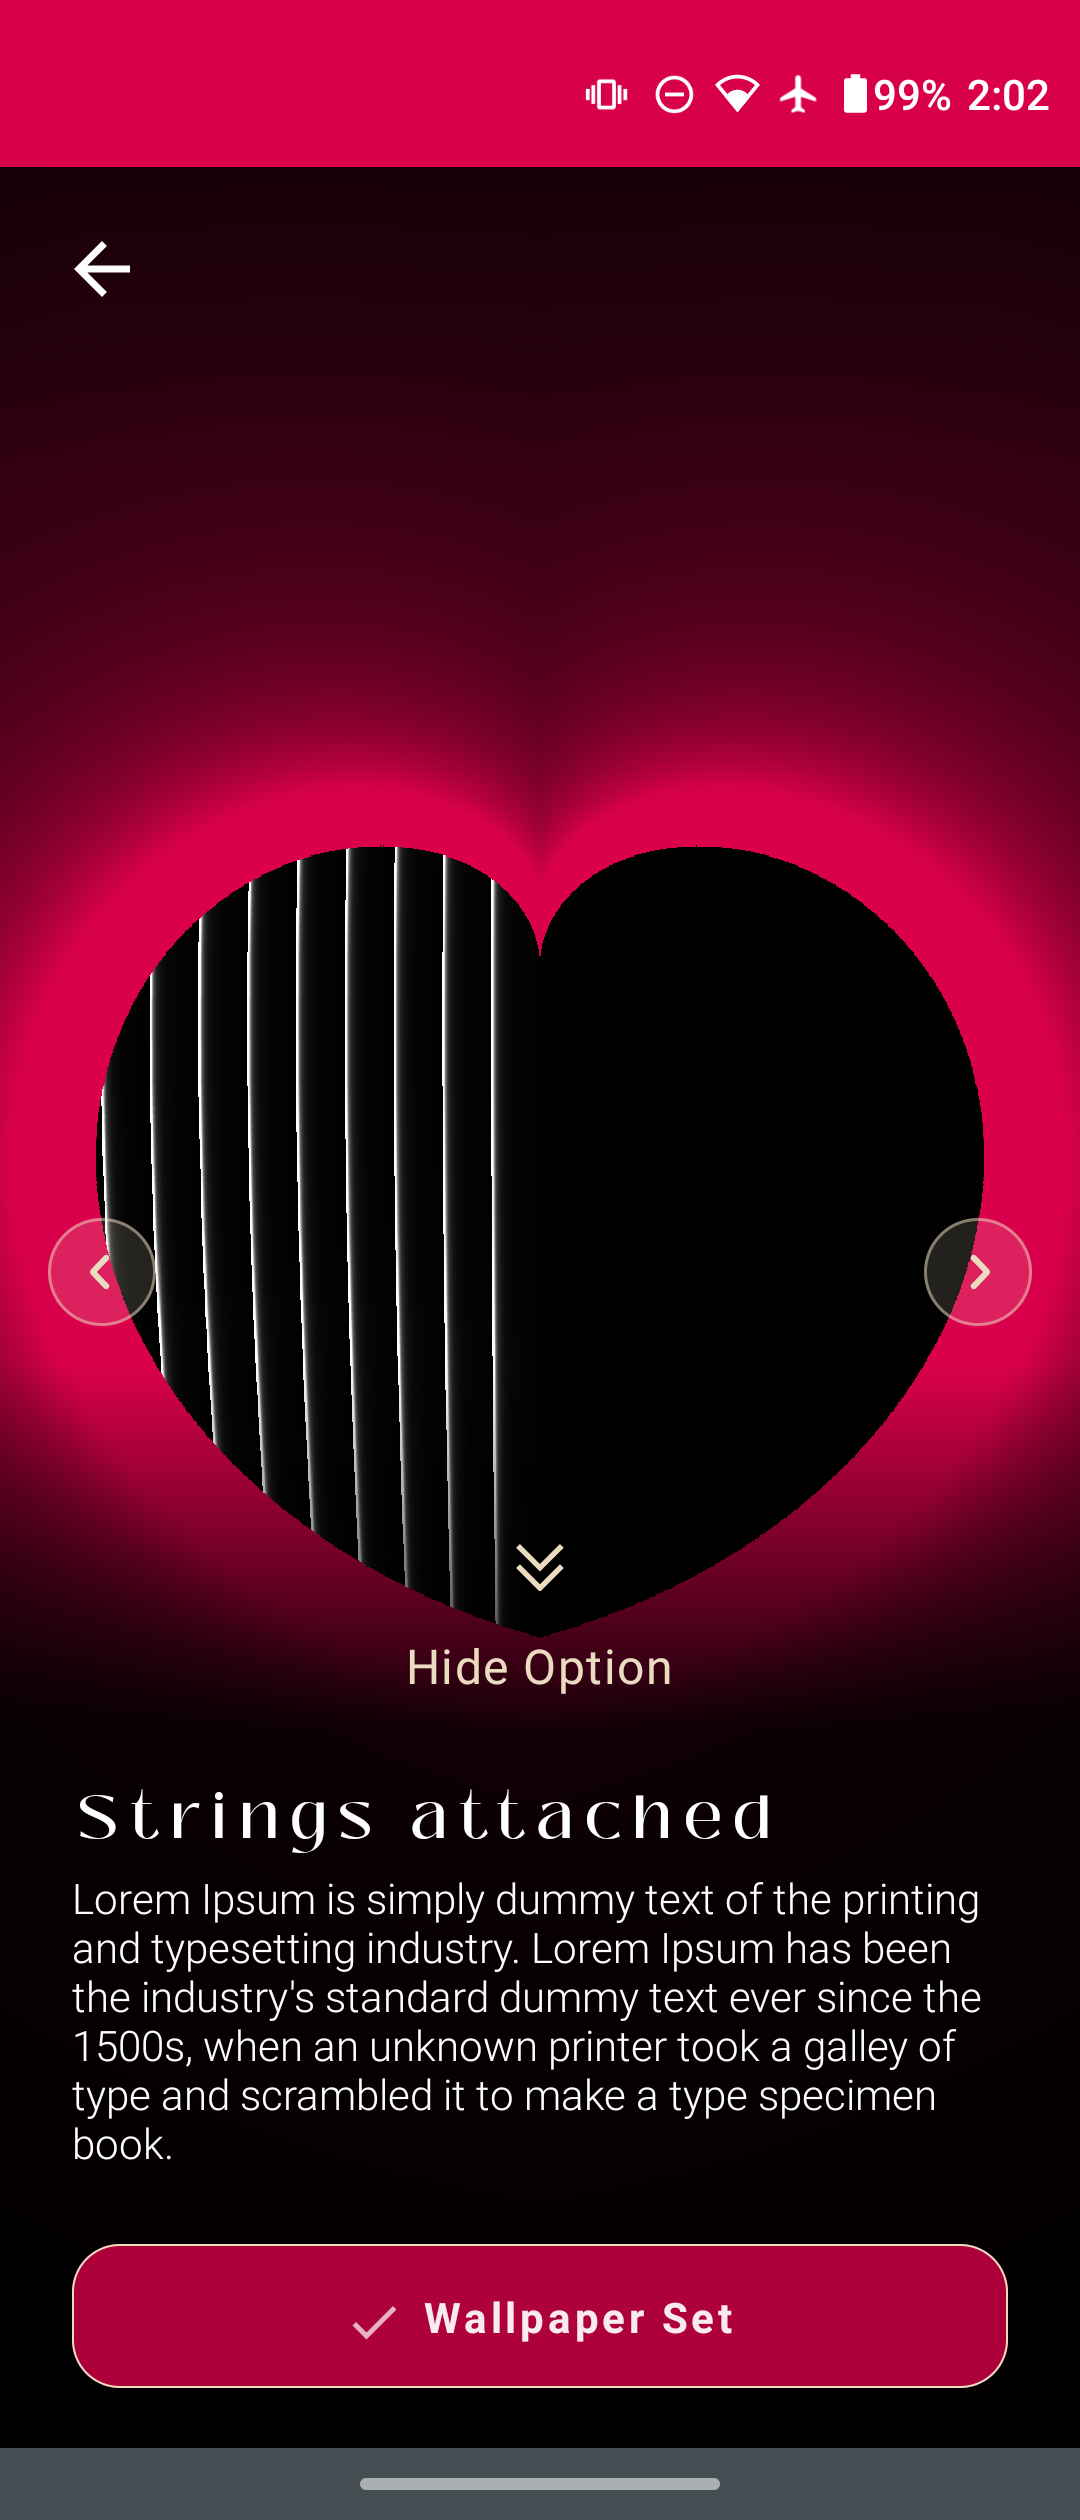 99% 2:02
Hide Option
Strings attached
Lorem Ipsum is simply dummy text of the printing
and typesetting industry. Lorem Ipsum has been
the industry's standard dummy text ever since the
1500s, when an unknown printer took a galley of
type and scrambled it to make a type specimen
book.
Wallpaper Set